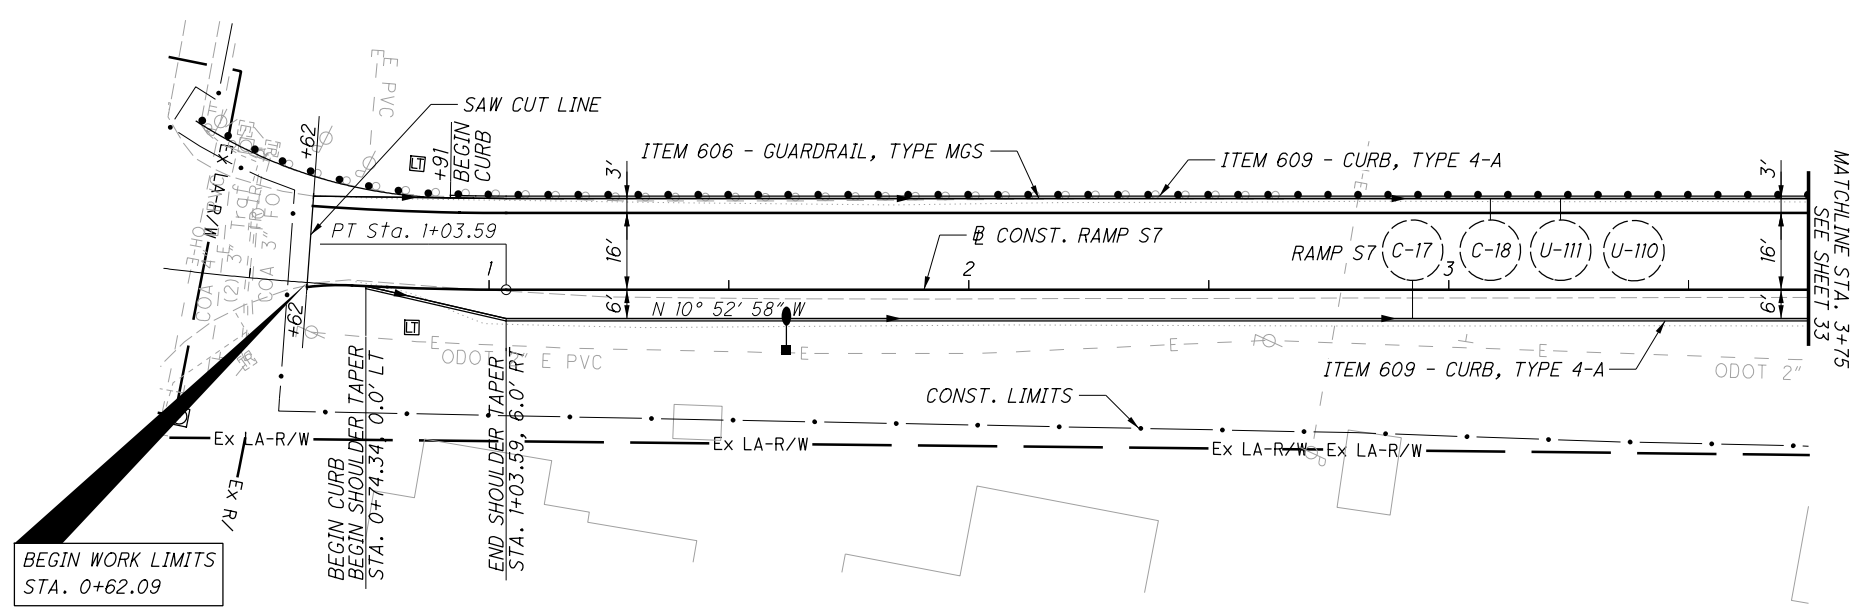 SAW CUT LINE
+62
E PVC
+91
BEGIN
CURB
ITEM 606 - GUARDRAIL, TYPE MGS
ITEM 609 - CURB, TYPE 4-A
3'
3'
MATCHLINE STA. 3+75
SEE SHEET 33
Ex LA-R/W
PT Sta. 1+03.59
16'
CONST. RAMP S7
RAMP S7
C-17
C-18
U-111
U-110
16'
1
2
3
6'
N 10° 52' 58" W
6'
+62
LT
LT
E
E
E
E
E PVC
ODOT 2"
ITEM 609 - CURB, TYPE 4-A
CONST. LIMITS
Ex LA-R/W
Ex LA-R/W
Ex LA-R/W
Ex LA-R/W
Ex R/
BEGIN CURB
BEGIN SHOULDER TAPER
STA. 0+74.34, 0.0' LT
END SHOULDER TAPER
STA. 1+03.59, 6.0' RT
BEGIN WORK LIMITS
STA. 0+62.09